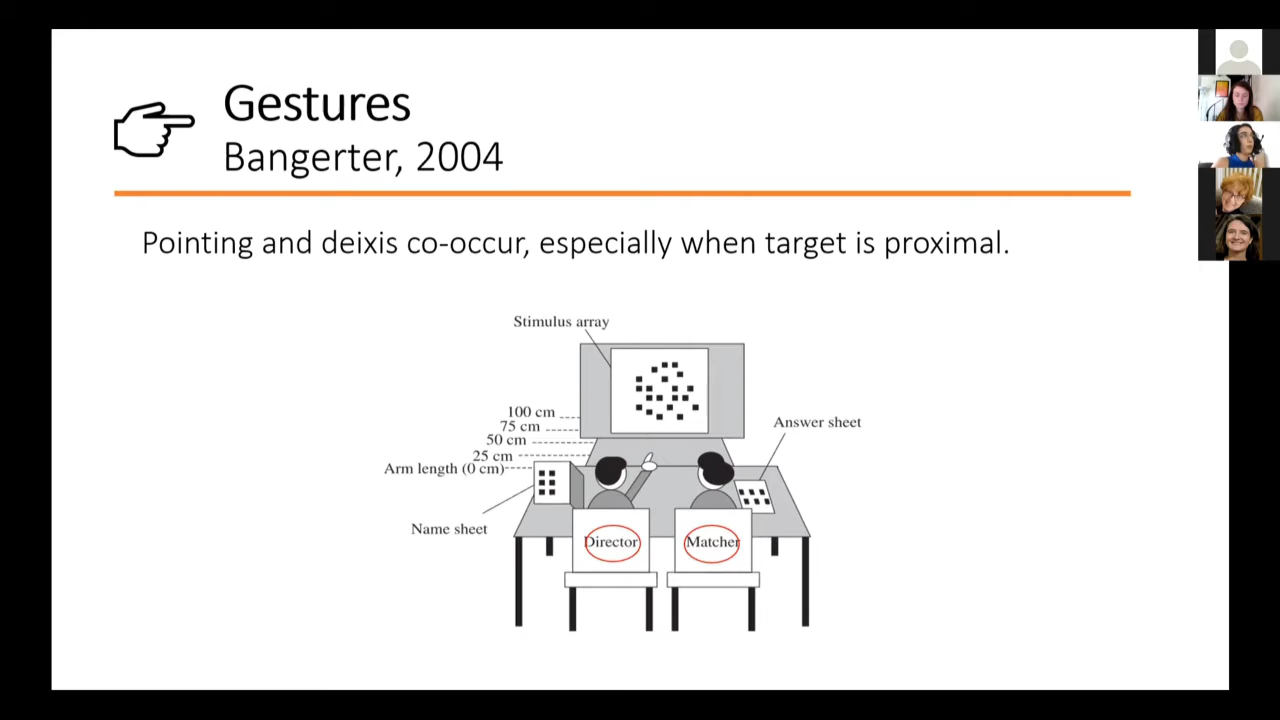 Gestures
Bangerter, 2004
Pointing and deixis co-occur, especially when target is proximal.
Stimulus array
100 cm
75 cm
50 cm
25 cm
Arm length (0 cm)
Answer sheet
Name sheet
Director
Matcher